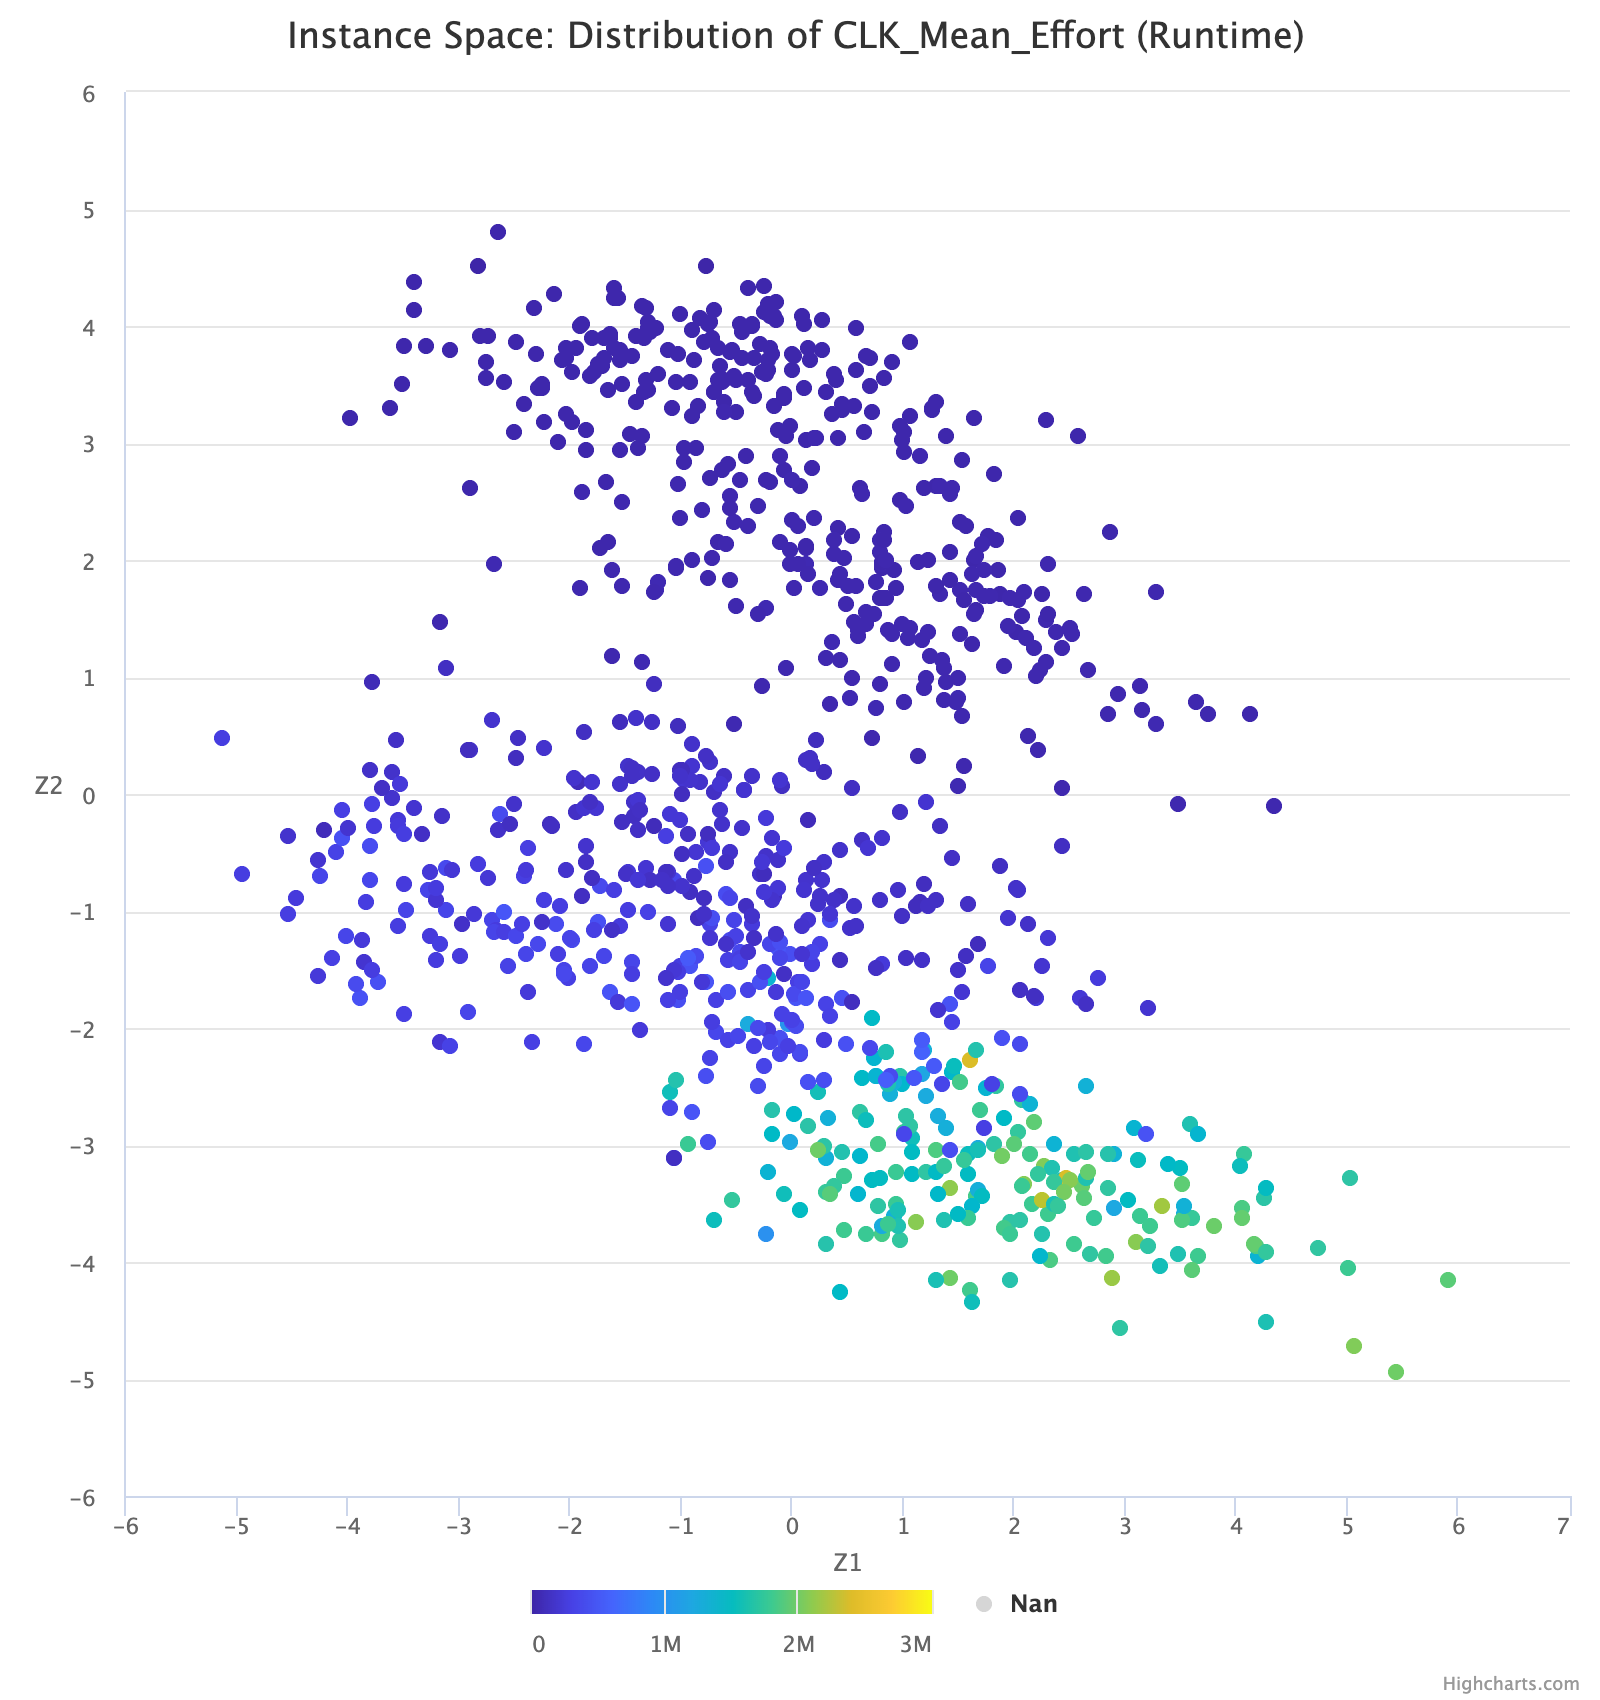 Instance Space: Distribution of CLK_Mean_Effort (Runtime)
6
5
4
3
2
1
0
−1
−2
−3
−4
−5
−6
Z2
−6 −5 −4 −3 −2 −1 0 1 2 3 4 5 6 7
Z1
Nan
0 1M 2M 3M
Highcharts.com